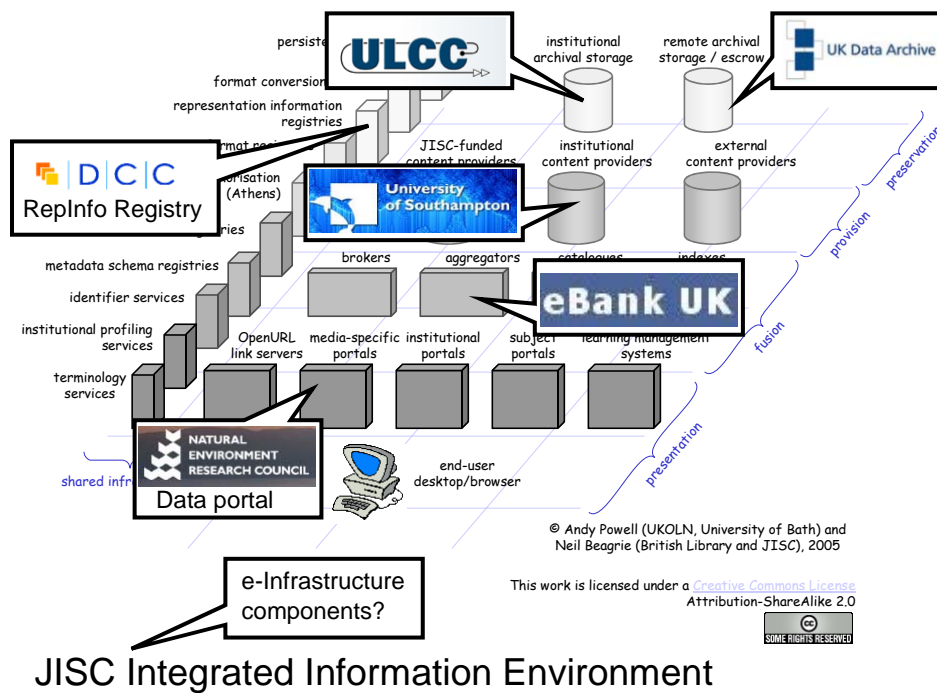 persiste
ULCC
institutional
archival storage
remote archival
storage / escrow
UK Data Archive
format conversion
representation information
registries
JISC-funded
content providers
institutional
content providers
external
content providers
preservation
D|C|C
RepInfo Registry
(Athens)
University
of Southampton
provision
metadata schema registries
brokers
aggregators
catalogues
indexes
identifier services
eBank UK
fusion
institutional profiling
services
OpenURL
link servers
media-specific
portals
institutional
portals
subject
portals
learning management
systems
terminology
services
presentation
NATURAL
ENVIRONMENT
RESEARCH COUNCIL
Data portal
shared infr
end-user
desktop/browser
© Andy Powell (UKOLN, University of Bath) and
Neil Beagrie (British Library and JISC), 2005
e-Infrastructure
components?
This work is licensed under a Creative Commons License
Attribution-ShareAlike 2.0
cc
SOME RIGHTS RESERVED
JISC Integrated Information Environment